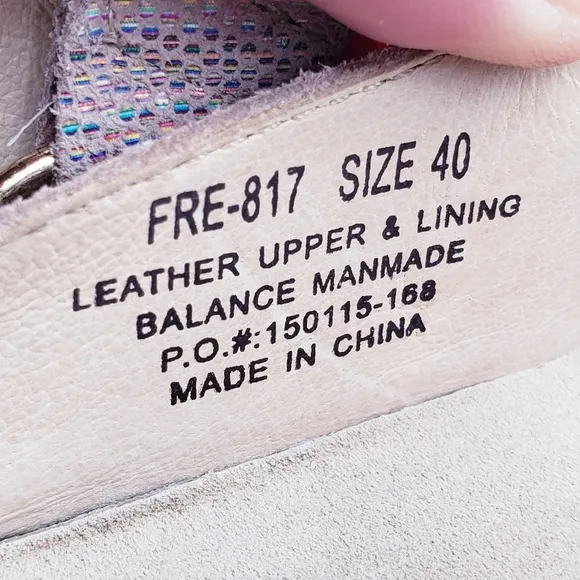 FRE-817 SIZE 40
LEATHER UPPER & LINING
BALANCE MANMADE
P.O.#:150115-168
MADE IN CHINA